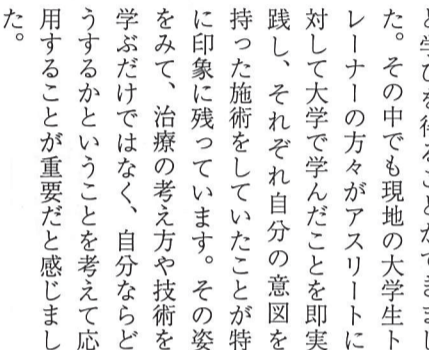 と学びを得ることができまし
た。その中でも現地の大学生ト
レーナーの方々がアスリートに
対して大学で学んだことを即実
践し、それぞれ自分の意図を
持った施術をしていたことが特
に印象に残っています。その姿
をみて、治療の考え方や技術を
学ぶだけではなく、自分ならど
うするかということを考えて応
用することが重要だと感じまし
た。